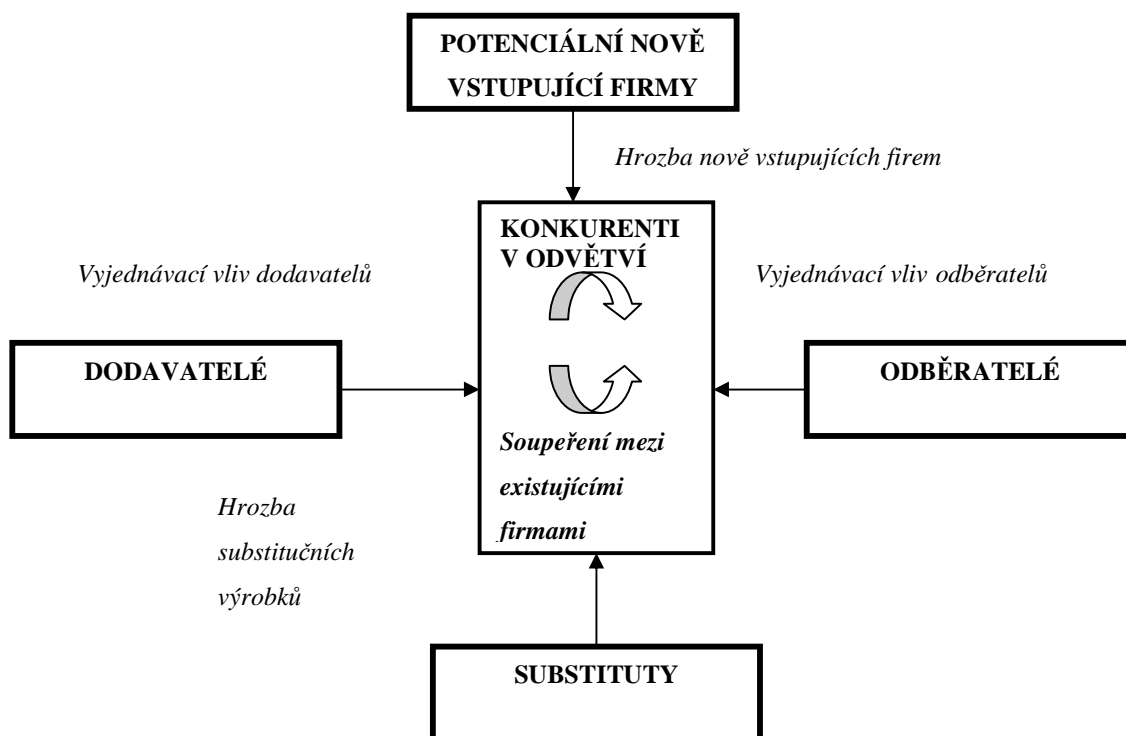 POTENCIÁLNÍ NOVĚ
VSTUPUJÍCÍ FIRMY
Hrozba nově vstupujících firem
KONKURENTI
V ODVĚTVÍ
Vyjednávací vliv dodavatelů
Vyjednávací vliv odběratelů
DODAVATELÉ
ODBĚRATELÉ
Soupeření mezi
existujícími
firmami
Hrozba
substitučních
výrobků
SUBSTITUTY